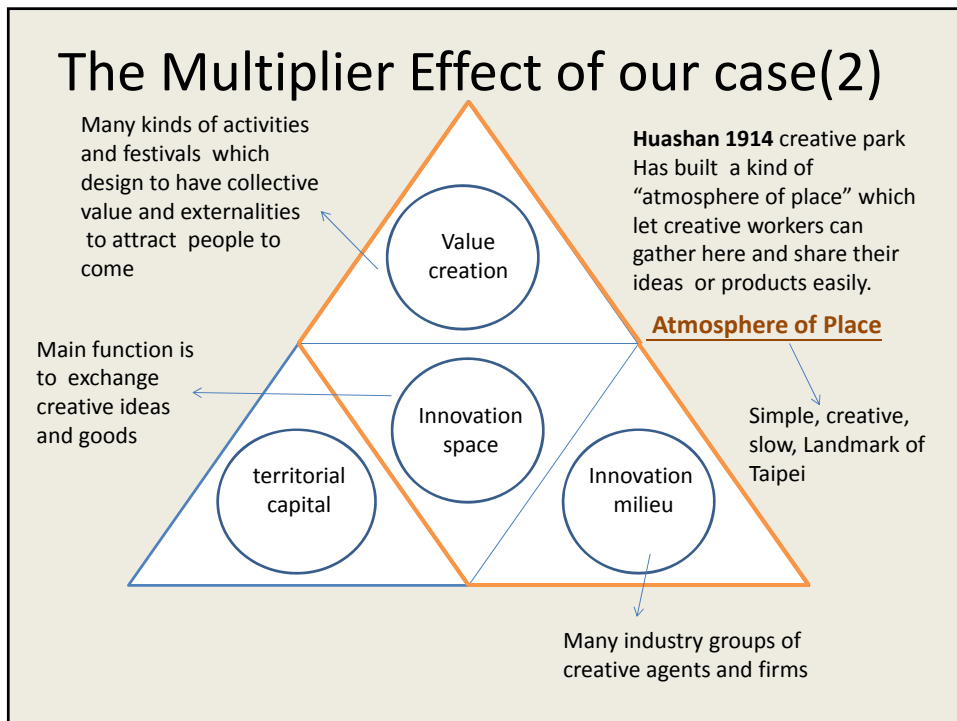 The Multiplier Effect of our case(2)
Many kinds of activities
and festivals which
design to have collective
value and externalities
to attract people to
come
Huashan 1914 creative park
Has built a kind of
“atmosphere of place” which
let creative workers can
gather here and share their
ideas or products easily.
Value
creation
Atmosphere of Place
Main function is
to exchange
creative ideas
and goods
Innovation
space
Simple, creative,
slow, Landmark of
Taipei
territorial
capital
Innovation
milieu
Many industry groups of
creative agents and firms